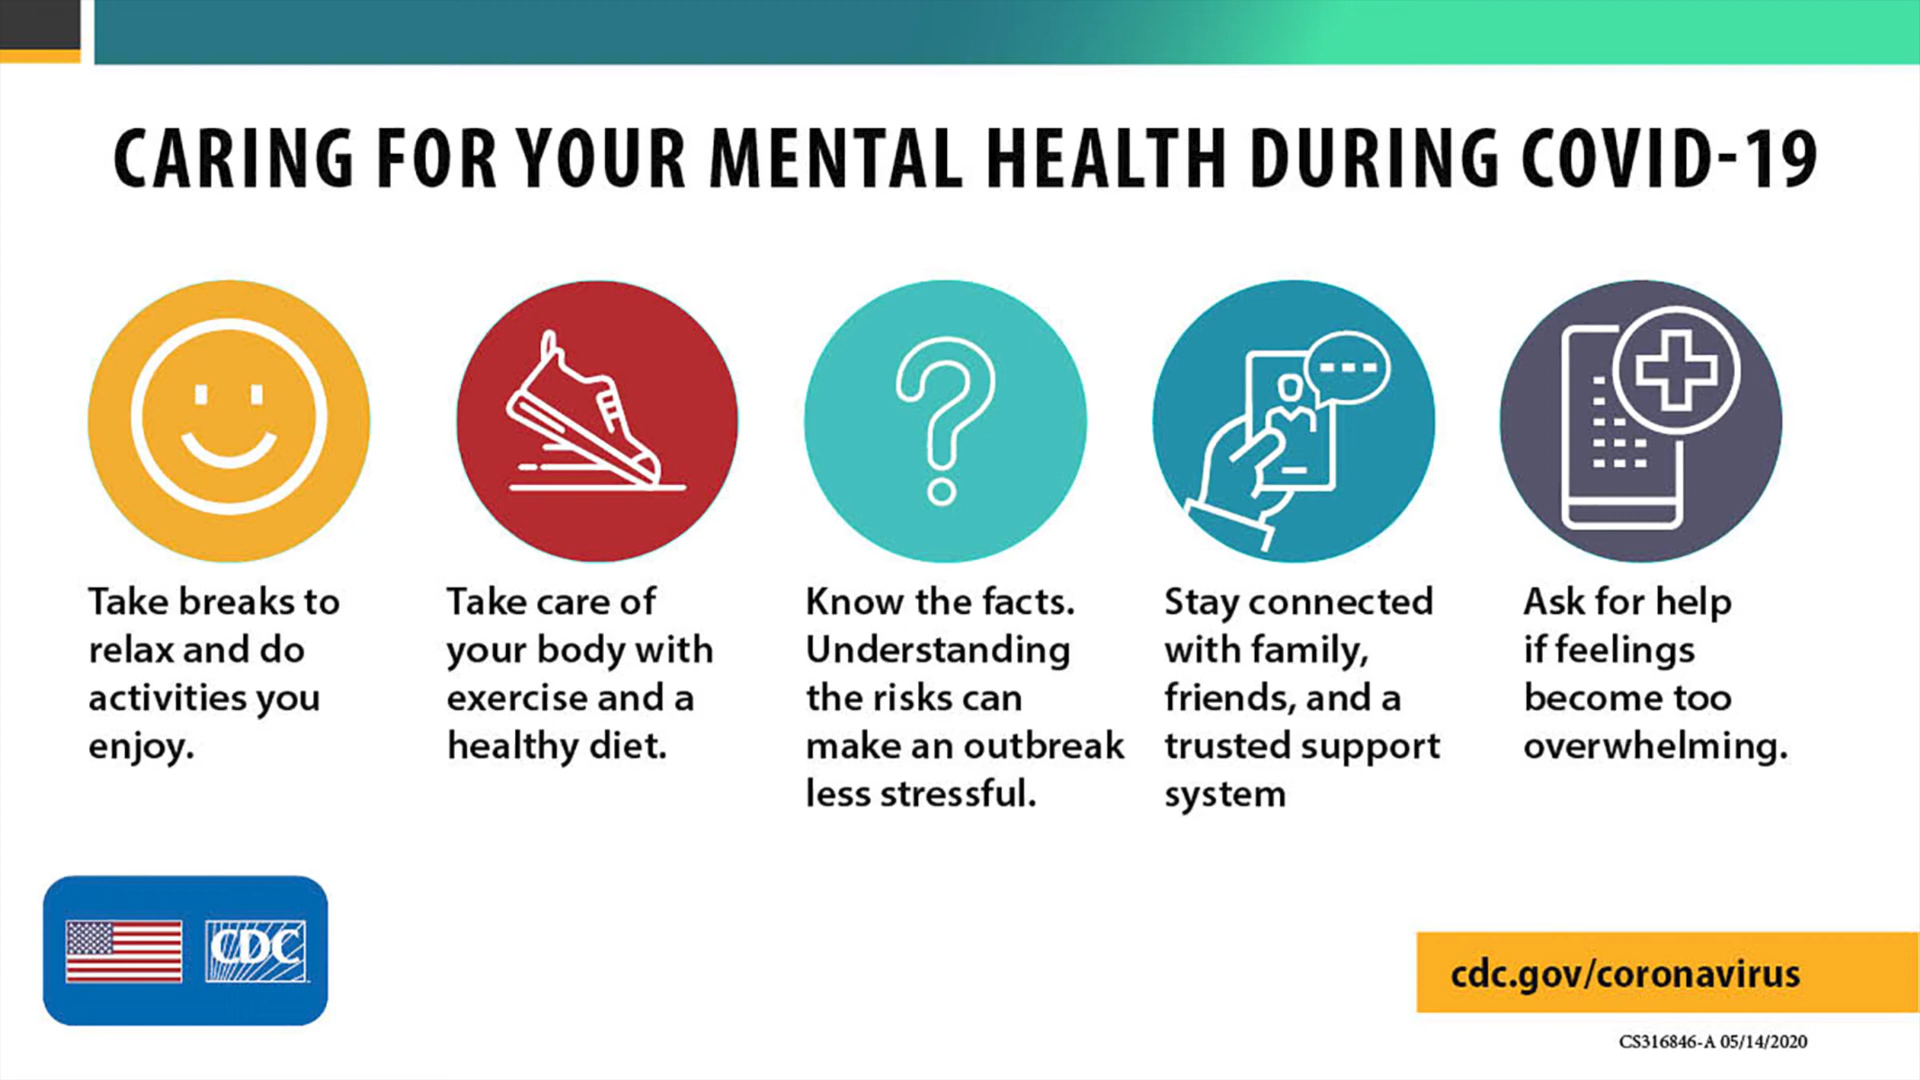 CARING FOR YOUR MENTAL HEALTH DURING COVID-19
Take breaks to
relax and do
activities you
enjoy.
Take care of
your body with
exercise and a
healthy diet.
Know the facts.
Understanding
the risks can
make an outbreak
less stressful.
Stay connected
with family,
friends, and a
trusted support
system
Ask for help
if feelings
become too
overwhelming.
CDC
cdc.gov/coronavirus
CS316846-A 05/14/2020